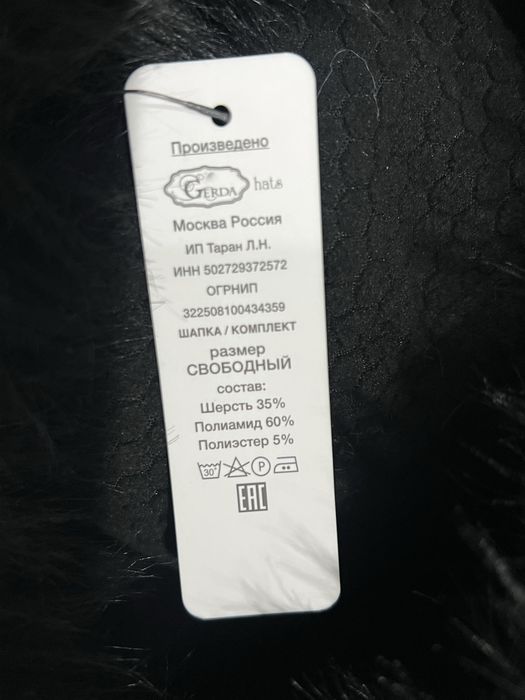 Произведено
GERDA hats
Москва Россия
ИП Таран Л.Н.
ИНН 502729372572
ОГРНИП
322508100434359
ШАПКА / КОМПЛЕКТ
размер
СВОБОДНЫЙ
состав:
Шерсть 35%
Полиамид 60%
Полиэстер 5%
30° P
EAC